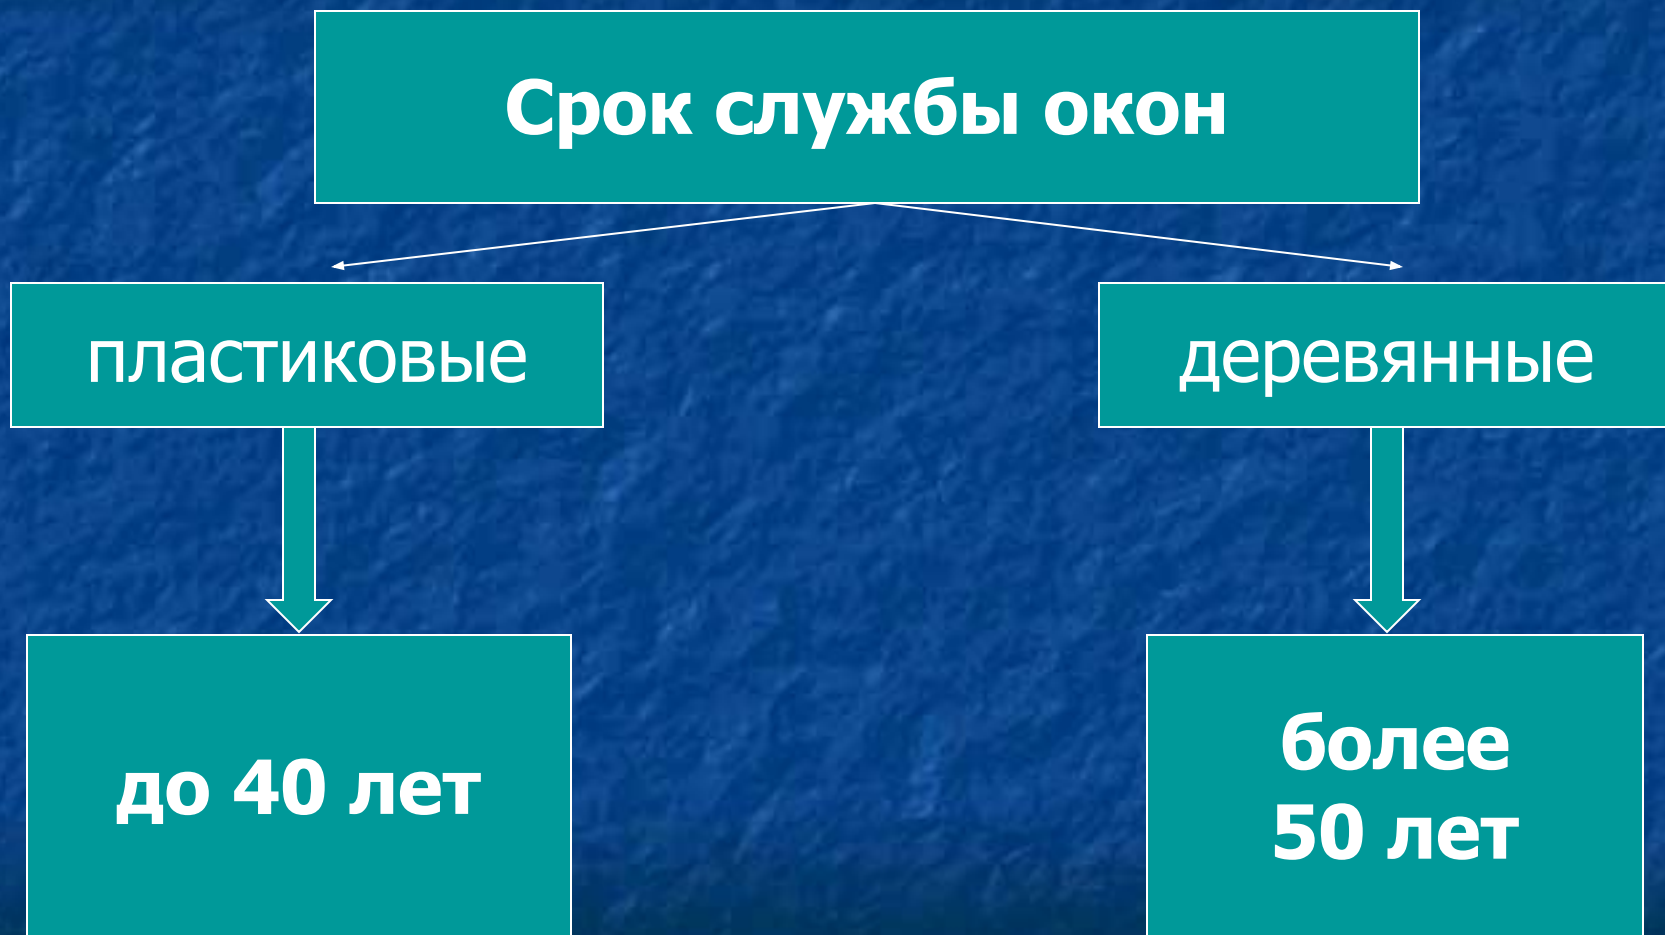 Срок службы окон
пластиковые
деревянные
до 40 лет
более
50 лет